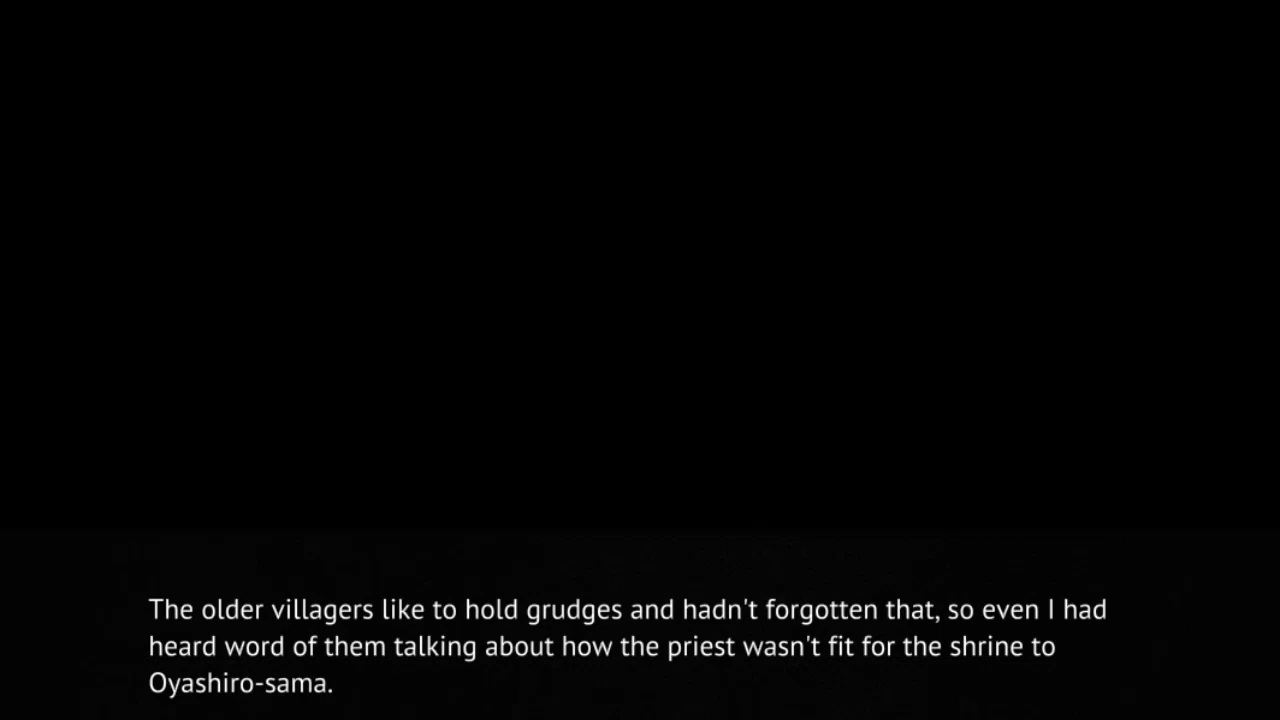 The older villagers like to hold grudges and hadn't forgotten that, so even I had
heard word of them talking about how the priest wasn't fit for the shrine to
Oyashiro-sama.